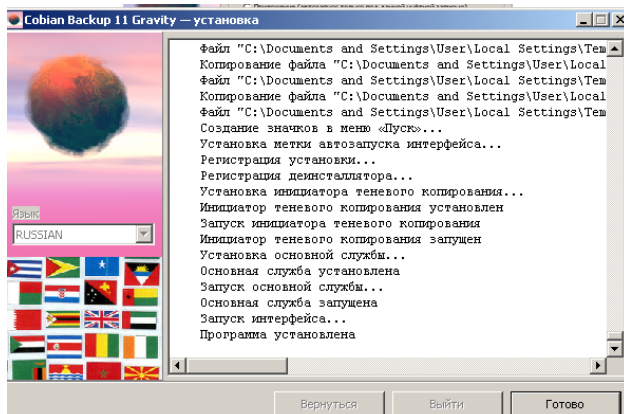 Cobian Backup 11 Gravity — установка
Файл "C:\Documents and Settings\User\Local Settings\Tem
Копирование файла "C:\Documents and Settings\User\Local
Файл "C:\Documents and Settings\User\Local Settings\Tem
Копирование файла "C:\Documents and Settings\User\Local
Файл "C:\Documents and Settings\User\Local Settings\Tem
Создание значков в меню «Пуск»...
Установка метки автозапуска интерфейса...
Регистрация установки...
Регистрация деинсталлятора...
Установка инициатора теневого копирования...
Инициатор теневого копирования установлен
Запуск инициатора теневого копирования
Инициатор теневого копирования запущен
Установка основной службы...
Основная служба установлена
Запуск основной службы...
Основная служба запущена
Запуск интерфейса...
Программа установлена
Язык
RUSSIAN
Вернуться
Выйти
Готово